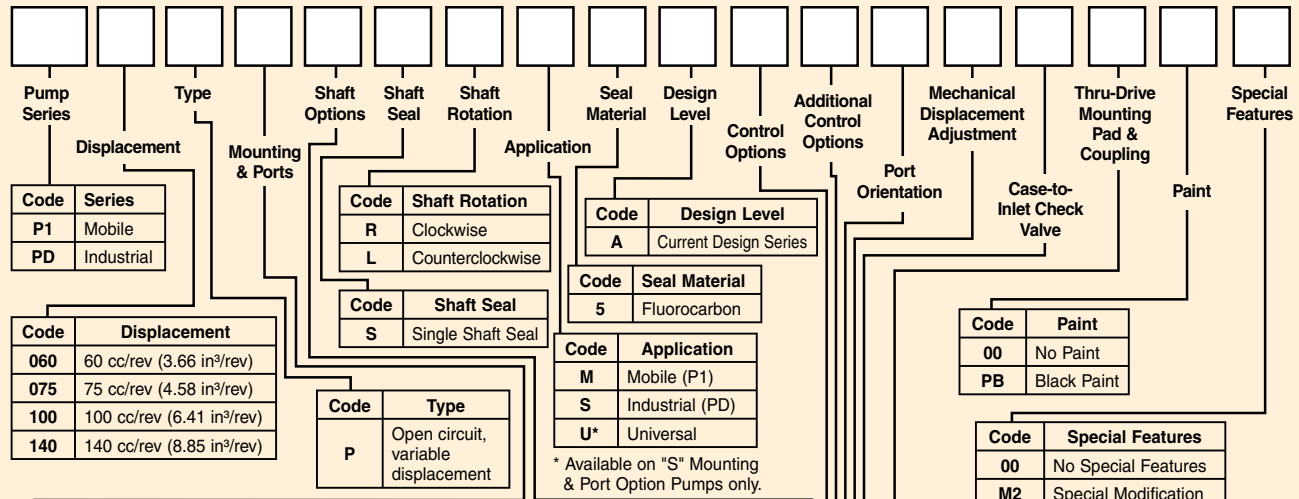 Pump
Series
Displacement
Type
Mounting
& Ports
Shaft
Options
Shaft
Seal
Shaft
Rotation
Application
Seal
Material
Design
Level
Control
Options
Additional
Control
Options
Port
Orientation
Mechanical
Displacement
Adjustment
Case-to-
Inlet Check
Valve
Thru-Drive
Mounting
Pad &
Coupling
Paint
Special
Features
Code Series
P1 Mobile
PD Industrial
Code Displacement
060 60 cc/rev (3.66 in³/rev)
075 75 cc/rev (4.58 in³/rev)
100 100 cc/rev (6.41 in³/rev)
140 140 cc/rev (8.85 in³/rev)
Code Type
P Open circuit,
variable
displacement
Code Shaft Rotation
R Clockwise
L Counterclockwise
Code Shaft Seal
S Single Shaft Seal
Code Design Level
A Current Design Series
Code Seal Material
5 Fluorocarbon
Code Application
M Mobile (P1)
S Industrial (PD)
U* Universal
* Available on "S" Mounting
& Port Option Pumps only.
Code Paint
00 No Paint
PB Black Paint
Code Special Features
00 No Special Features
M2 Special Modification